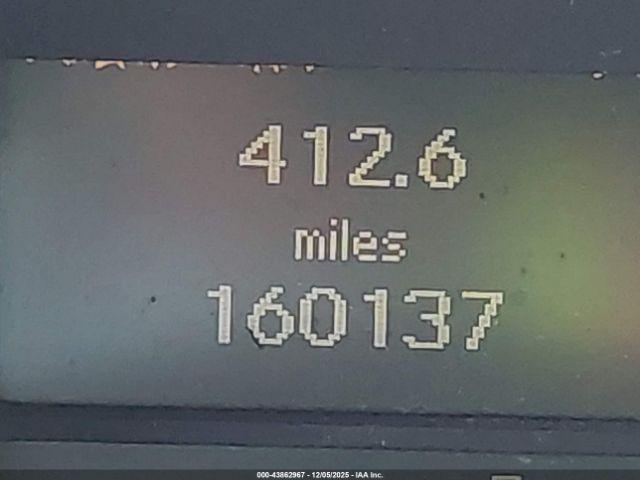 412.6
miles
160137
000-43862967 - 12/05/2025 - IAA Inc.